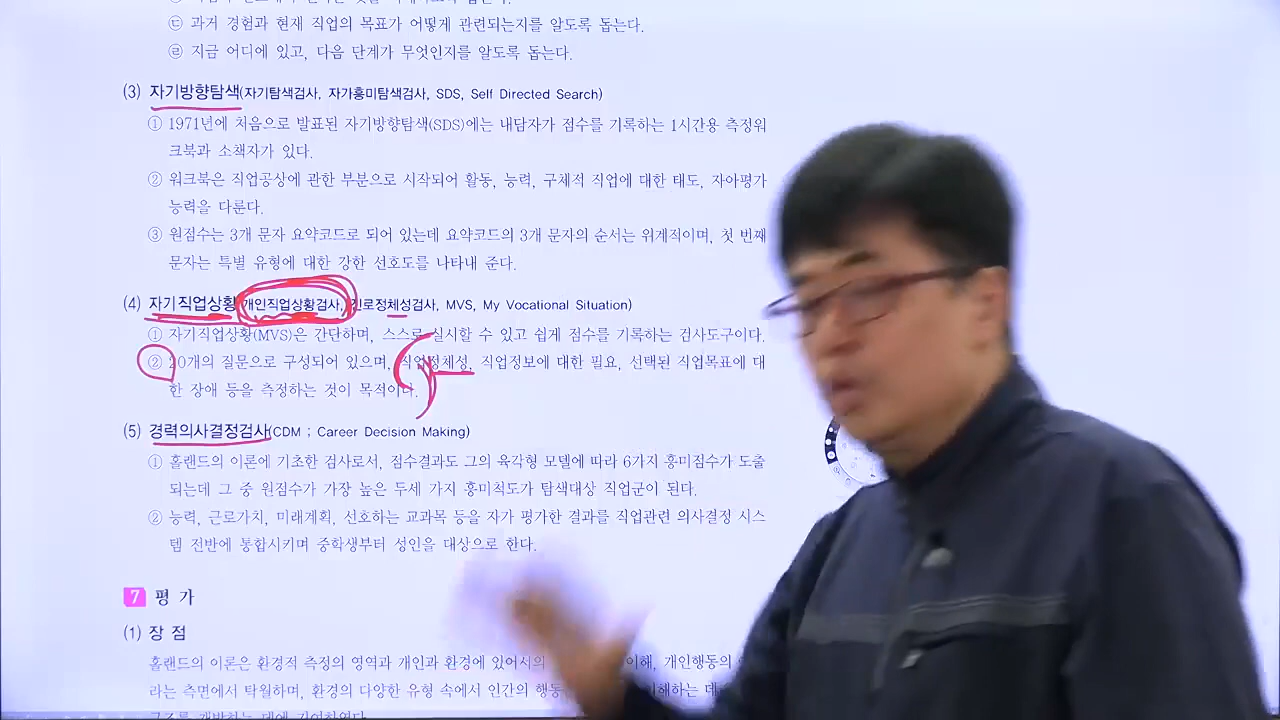 ㉢ 과거 경험과 현재 직업의 목표가 어떻게 관련되는지를 알도록 돕는다.
㉣ 지금 어디에 있고, 다음 단계가 무엇인지를 알도록 돕는다.
(3) 자기방향탐색(자기탐색검사, 자가흥미탐색검사, SDS, Self Directed Search)
① 1971년에 처음으로 발표된 자기방향탐색(SDS)에는 내담자가 점수를 기록하는 1시간용 측정워
크북과 소책자가 있다.
② 워크북은 직업공상에 관한 부분으로 시작되어 활동, 능력, 구체적 직업에 대한 태도, 자아평가
능력을 다룬다.
③ 원점수는 3개 문자 요약코드로 되어 있는데 요약코드의 3개 문자의 순서는 위계적이며, 첫 번째
문자는 특별 유형에 대한 강한 선호도를 나타내 준다.
(4) 자기직업상황(개인직업상황검사, 진로정체성검사, MVS, My Vocational Situation)
① 자기직업상황(MVS)은 간단하며, 스스로 실시할 수 있고 쉽게 점수를 기록하는 검사도구이다.
② 20개의 질문으로 구성되어 있으며, 직업정체성, 직업정보에 대한 필요, 선택된 직업목표에 대
한 장애 등을 측정하는 것이 목적이다.
(5) 경력의사결정검사(CDM ; Career Decision Making)
① 홀랜드의 이론에 기초한 검사로서, 점수결과도 그의 육각형 모델에 따라 6가지 흥미점수가 도출
되는데 그 중 원점수가 가장 높은 두세 가지 흥미척도가 탐색대상 직업군이 된다.
② 능력, 근로가치, 미래계획, 선호하는 교과목 등을 자가 평가한 결과를 직업관련 의사결정 시스
템 전반에 통합시키며 중학생부터 성인을 대상으로 한다.
7 평 가
(1) 장 점
홀랜드의 이론은 환경적 측정의 영역과 개인과 환경에 있어서의 이해, 개인행동의
라는 측면에서 탁월하며, 환경의 다양한 유형 속에서 인간의 행동 이해하는 데